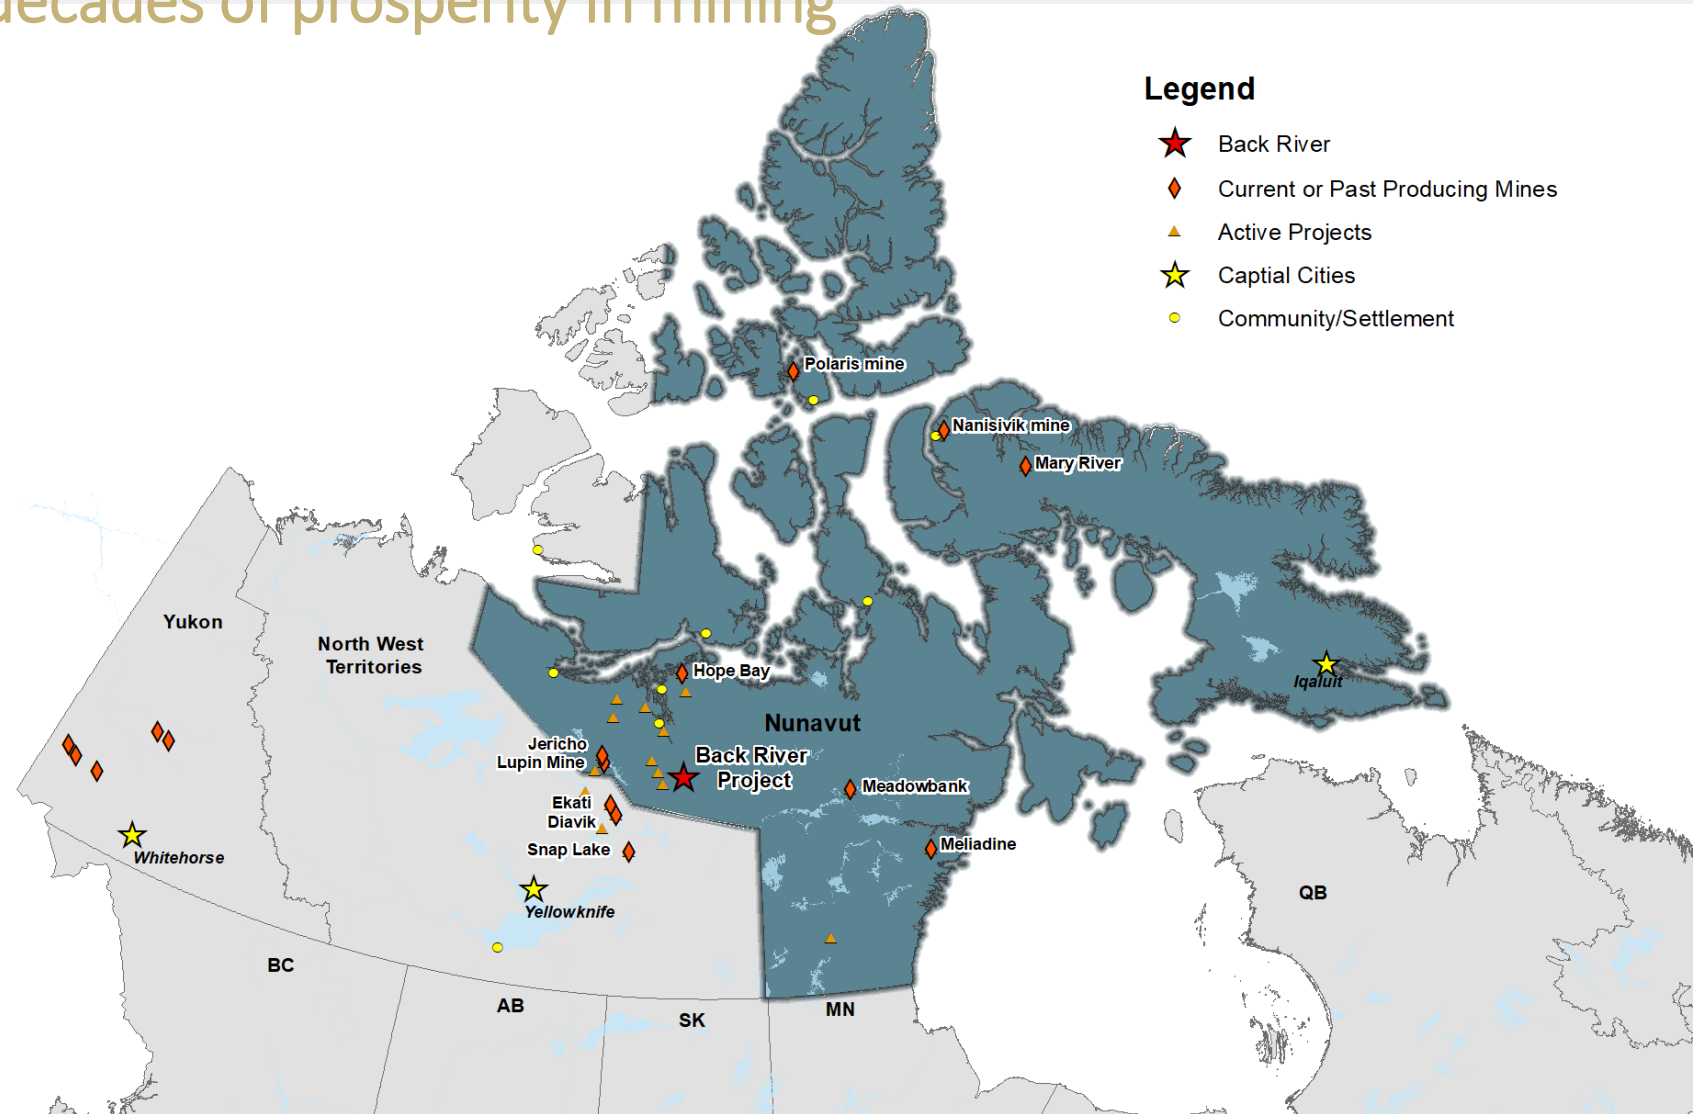 decades of prosperity in mining
Legend
Back River
Current or Past Producing Mines
Active Projects
Captial Cities
Community/Settlement
Polaris mine
Nanisivik mine
Mary River
Yukon
North West
Territories
Hope Bay
Iqaluit
Nunavut
Jericho
Lupin Mine
Back River
Project
Meadowbank
Ekati
Diavik
Snap Lake
Meliadine
Whitehorse
Yellowknife
QB
BC
AB
SK
MN